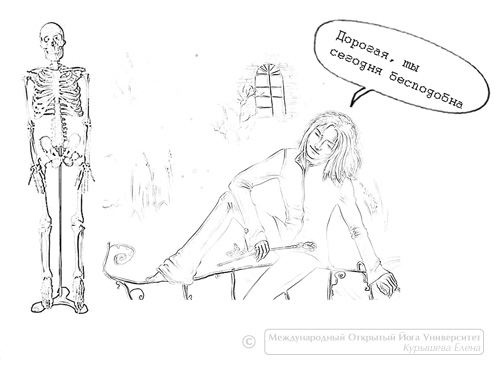 Дорогая, ты
сегодня бесподобна
© Международный Открытый Йога Университет
Курышева Елена